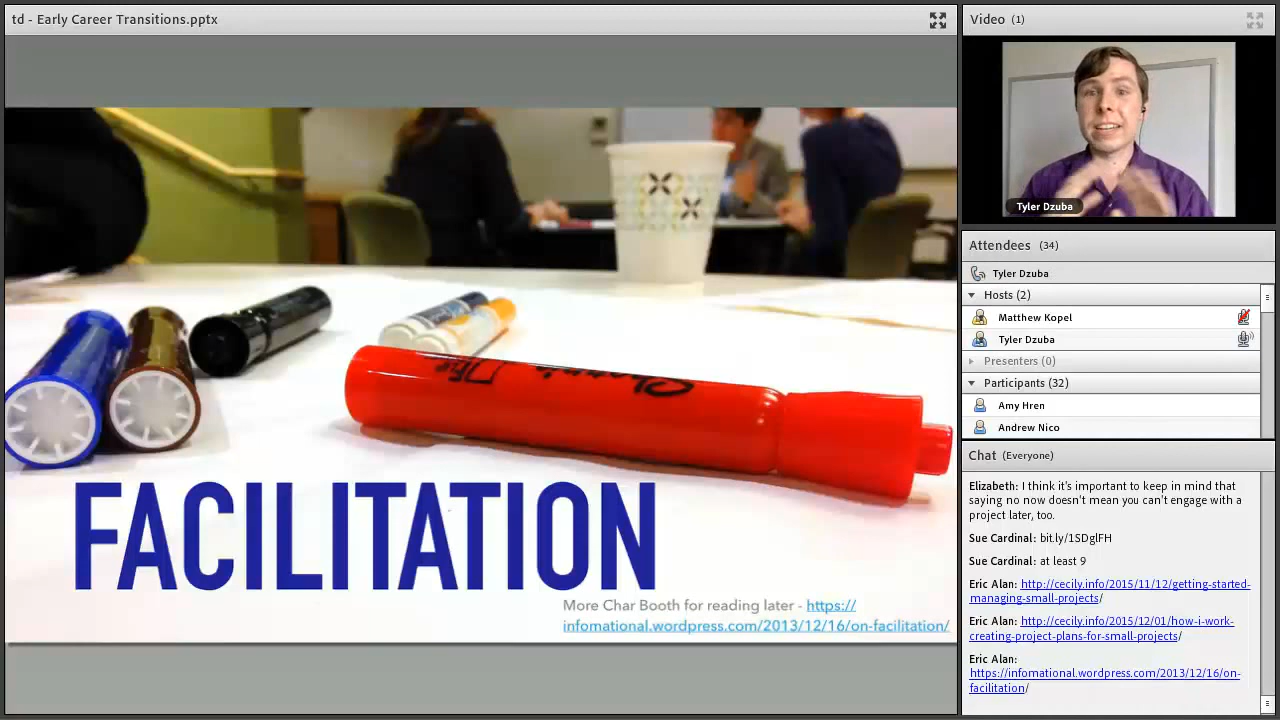 td - Early Career Transitions.pptx
Sharpie The
FACILITATION
More Char Booth for reading later - https://
infomational.wordpress.com/2013/12/16/on-facilitation/
Video (1)
Tyler Dzuba
Attendees (34)
Tyler Dzuba
Hosts (2)
Matthew Kopel
Tyler Dzuba
Presenters (0)
Participants (32)
Amy Hren
Andrew Nico
Chat (Everyone)
Elizabeth: I think it's important to keep in mind that
saying no now doesn't mean you can't engage with a
project later, too.
Sue Cardinal: bit.ly/1SDglFH
Sue Cardinal: at least 9
Eric Alan: http://cecily.info/2015/11/12/getting-started-
managing-small-projects/
Eric Alan: http://cecily.info/2015/12/01/how-i-work-
creating-project-plans-for-small-projects/
Eric Alan:
https://infomational.wordpress.com/2013/12/16/on-
facilitation/